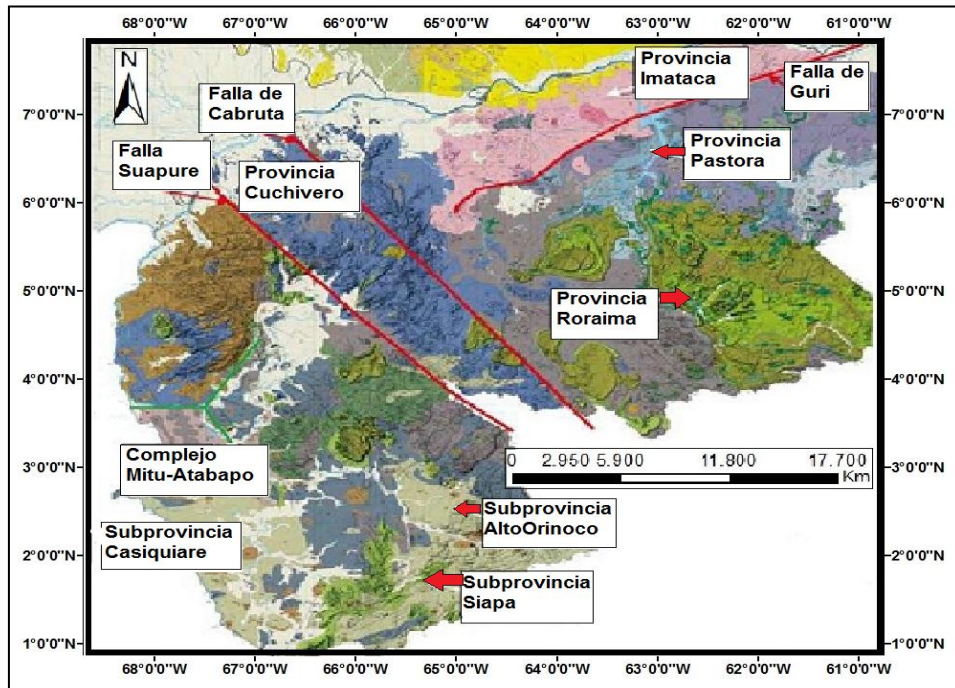 68°0'0"W 67°0'0"W 66°0'0"W 65°0'0"W 64°0'0"W 63°0'0"W 62°0'0"W 61°0'0"W
N
Provincia
Imataca
Falla de
Guri
Falla de
Cabruta
7°0'0"N
7°0'0"N
Provincia
Pastora
Falla
Suapure
Provincia
Cuchivero
6°0'0"N
6°0'0"N
5°0'0"N
5°0'0"N
Provincia
Roraima
4°0'0"N
4°0'0"N
Complejo
Mitu-Atabapo
3°0'0"N
3°0'0"N
0 2.950 5.900 11.800 17.700
Km
Subprovincia
AltoOrinoco
Subprovincia
Casiquiare
2°0'0"N
2°0'0"N
Subprovincia
Siapa
1°0'0"N
1°0'0"N
68°0'0"W 67°0'0"W 66°0'0"W 65°0'0"W 64°0'0"W 63°0'0"W 62°0'0"W 61°0'0"W